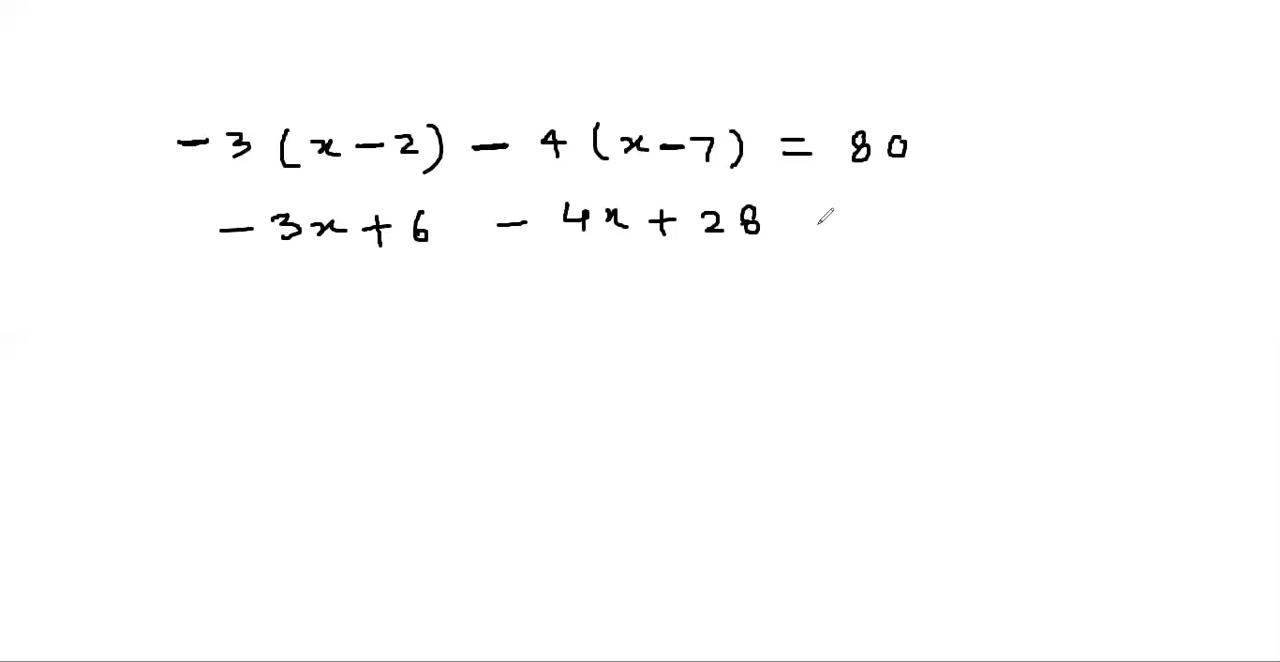 -3(x-2) - 4(x-7) = 80
-3x+6 - 4x+28